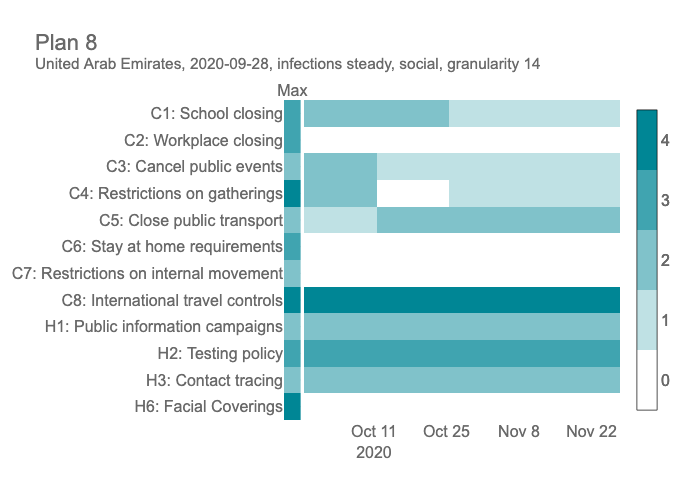 Plan 8
United Arab Emirates, 2020-09-28, infections steady, social, granularity 14
Max
C1: School closing
C2: Workplace closing
C3: Cancel public events
C4: Restrictions on gatherings
C5: Close public transport
C6: Stay at home requirements
C7: Restrictions on internal movement
C8: International travel controls
H1: Public information campaigns
H2: Testing policy
H3: Contact tracing
H6: Facial Coverings
4
3
2
1
0
Oct 11 Oct 25 Nov 8 Nov 22
2020